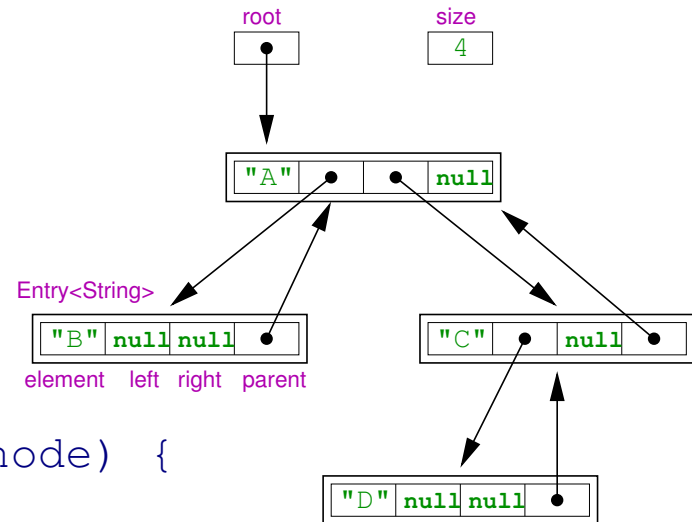 root size
4
"A" null
Entry<String>
"B" null null
"C" null
element left right parent
node) {
"D" null null